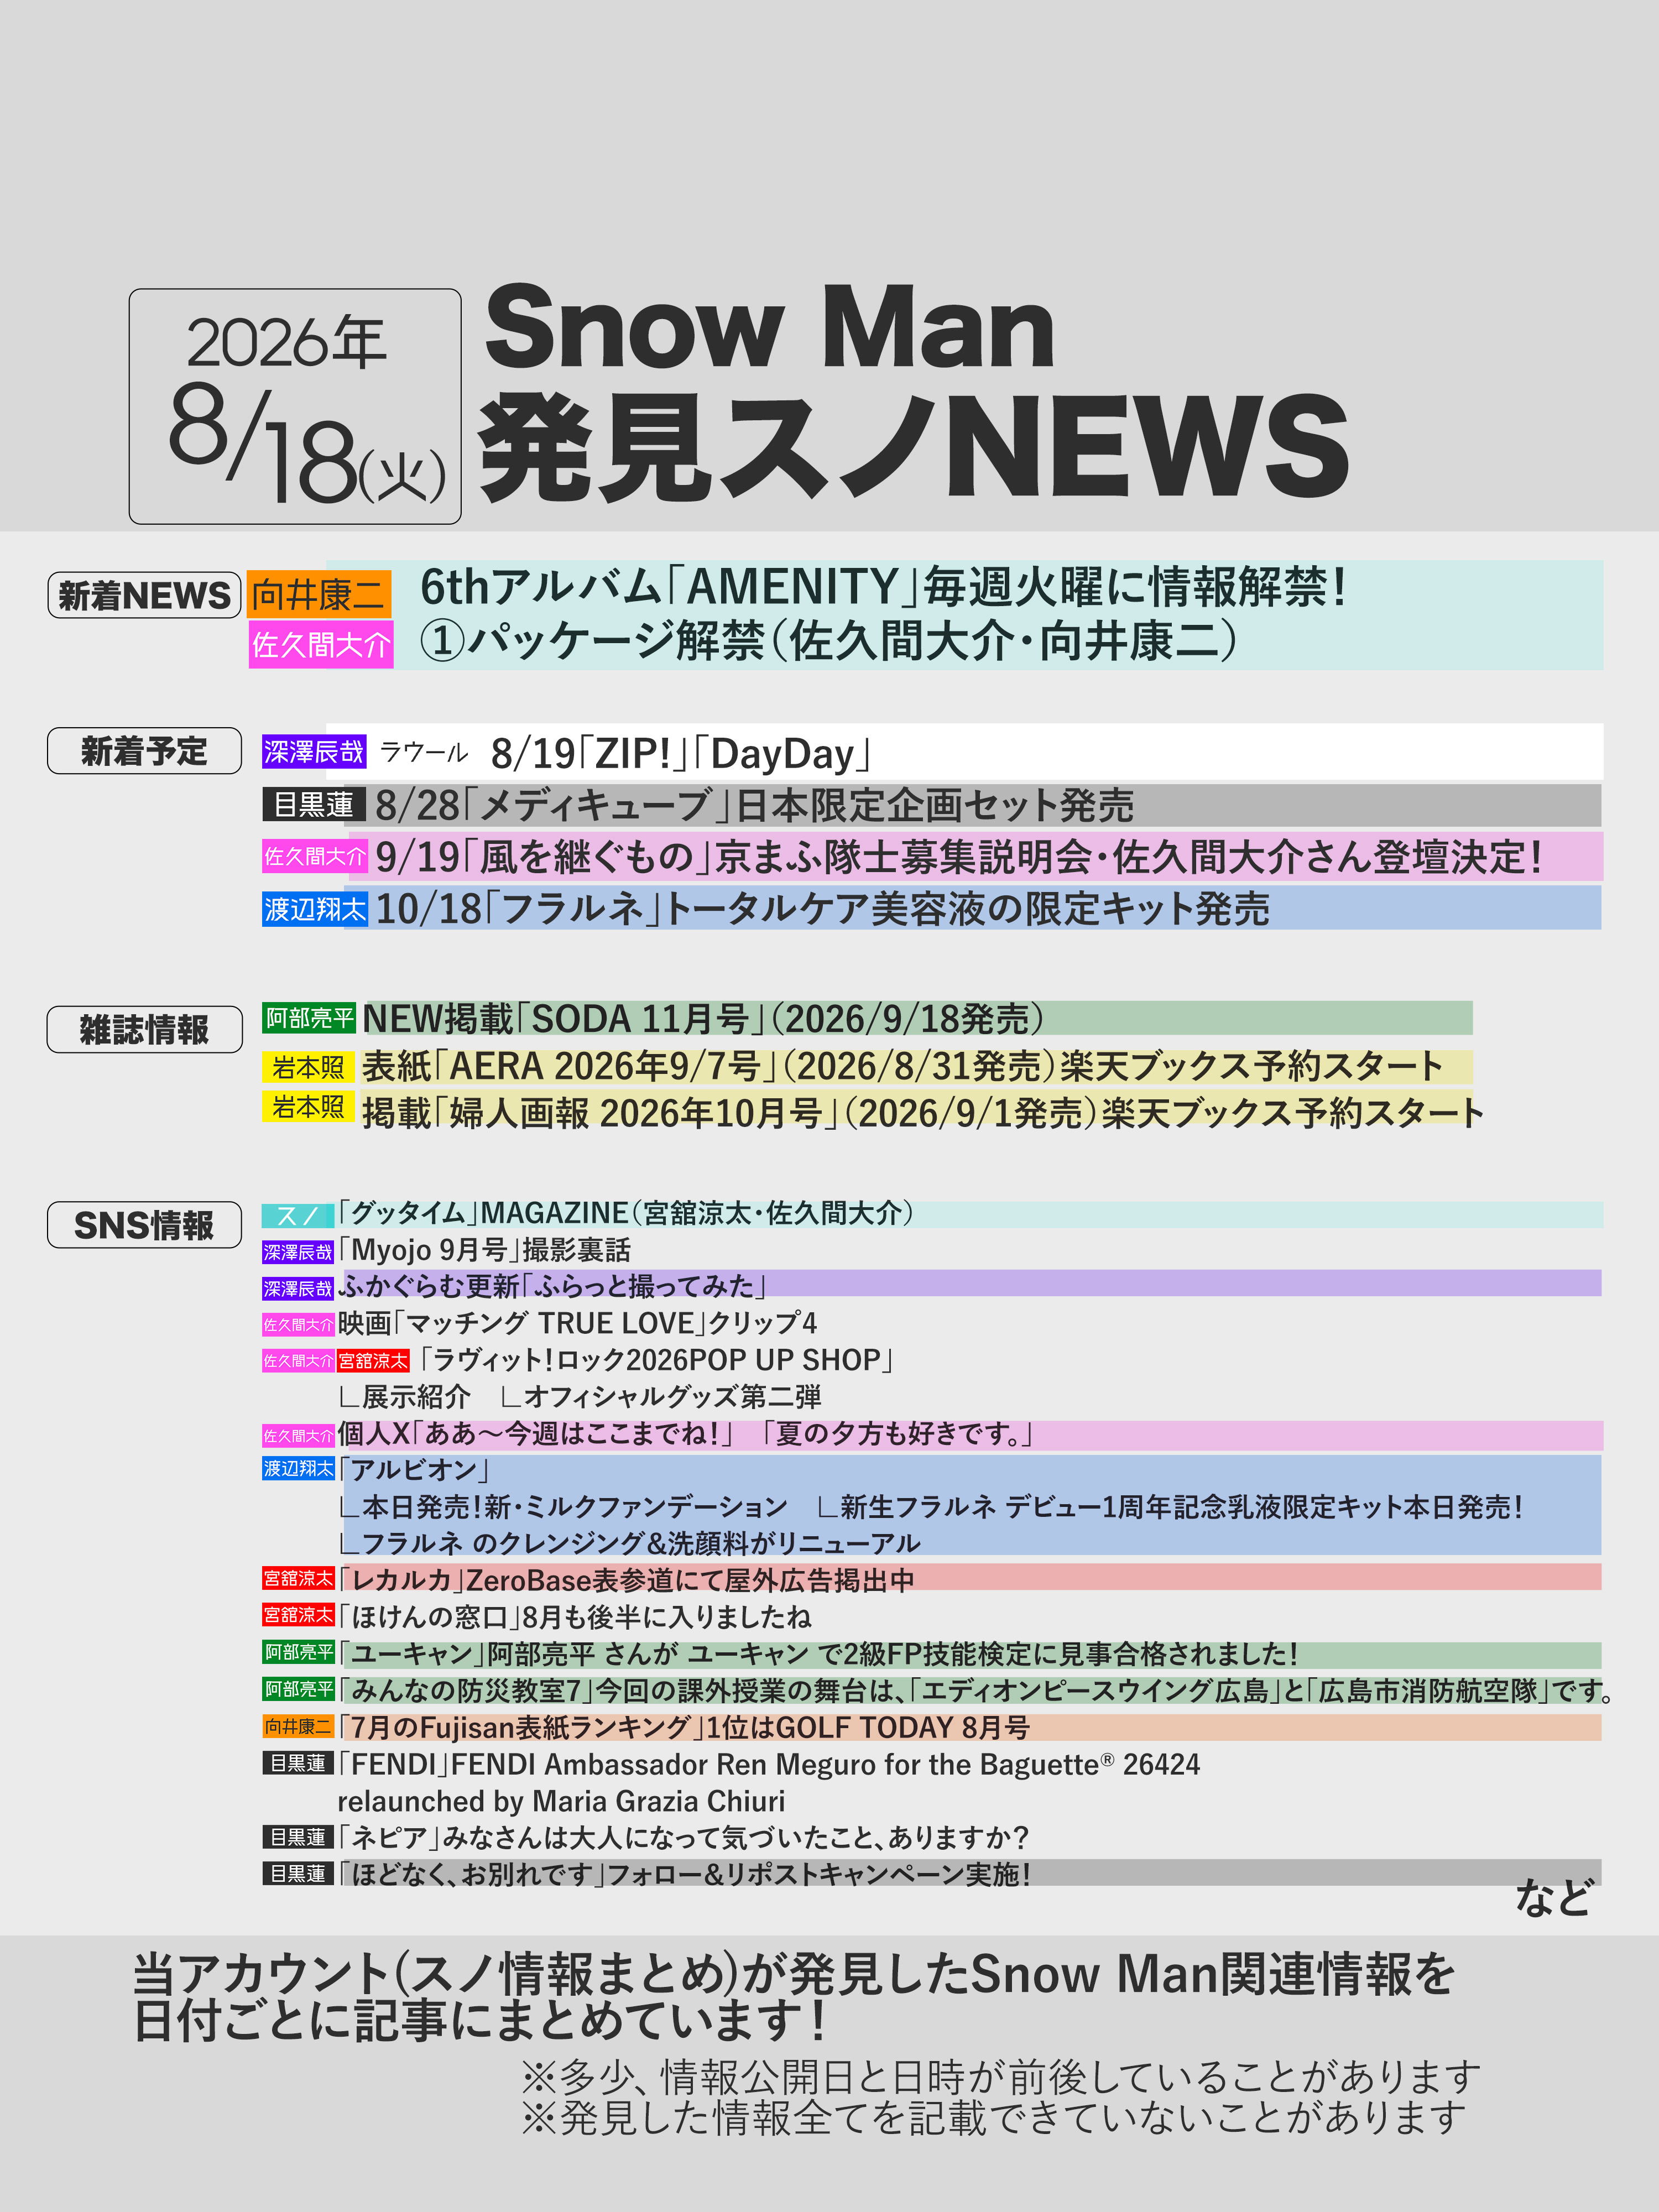 2026年
8/18(火)
Snow Man
発見スノNEWS
新着NEWS
向井康二
佐久間大介
6thアルバム「AMENITY」毎週火曜に情報解禁！
①パッケージ解禁（佐久間大介・向井康二）
新着予定
深澤辰哉 ラウール 8/19「ZIP!」「DayDay」
目黒蓮 8/28「メディキューブ」日本限定企画セット発売
佐久間大介 9/19「風を継ぐもの」京まふ隊士募集説明会・佐久間大介さん登壇決定！
渡辺翔太 10/18「フラルネ」トータルケア美容液の限定キット発売
雑誌情報
阿部亮平 NEW掲載「SODA 11月号」（2026/9/18発売）
岩本照 表紙「AERA 2026年9/7号」（2026/8/31発売）楽天ブックス予約スタート
岩本照 掲載「婦人画報 2026年10月号」（2026/9/1発売）楽天ブックス予約スタート
SNS情報
スノ 「グッタイム」MAGAZINE（宮舘涼太・佐久間大介）
深澤辰哉 「Myojo 9月号」撮影裏話
深澤辰哉 ふかぐらむ更新「ふらっと撮ってみた」
佐久間大介 映画「マッチング TRUE LOVE」クリップ4
佐久間大介 宮舘涼太 「ラヴィット！ロック2026POP UP SHOP」
∟展示紹介　∟オフィシャルグッズ第二弾
佐久間大介 個人X「ああ～今週はここまでね！」「夏の夕方も好きです。」
渡辺翔太 「アルビオン」
∟本日発売！新・ミルクファンデーション　∟新生フラルネ デビュー1周年記念乳液限定キット本日発売！
∟フラルネ のクレンジング＆洗顔料がリニューアル
宮舘涼太 「レカルカ」ZeroBase表参道にて屋外広告掲出中
宮舘涼太 「ほけんの窓口」8月も後半に入りましたね
阿部亮平 「ユーキャン」阿部亮平 さんが ユーキャン で2級FP技能検定に見事合格されました！
阿部亮平 「みんなの防災教室7」今回の課外授業の舞台は、「エディオンピースウイング広島」と「広島市消防航空隊」です。
向井康二 「7月のFujisan表紙ランキング」1位はGOLF TODAY 8月号
目黒蓮 「FENDI」FENDI Ambassador Ren Meguro for the Baguette® 26424
relaunched by Maria Grazia Chiuri
目黒蓮 「ネピア」みなさんは大人になって気づいたこと、ありますか？
目黒蓮 「ほどなく、お別れです」フォロー＆リポストキャンペーン実施！
など
当アカウント(スノ情報まとめ)が発見したSnow Man関連情報を
日付ごとに記事にまとめています！
※多少、情報公開日と日時が前後していることがあります
※発見した情報全てを記載できていないことがあります